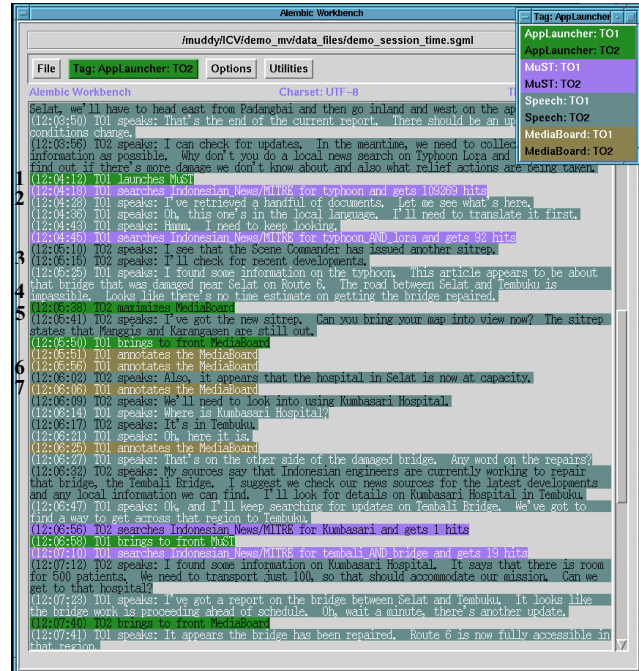 Alembic Workbench
/muddy/ICV/demo_mv/data_files/demo_session_time.sgml
File Tag: AppLauncher: TO2 Options Utilities
Alembic Workbench Charset: UTF-8
Tag: AppLauncher
AppLauncher: TO1
AppLauncher: TO2
MuST: TO1
MuST: TO2
Speech: TO1
Speech: TO2
MediaBoard: TO1
MediaBoard: TO2
Selat, we'll have to head east from Padangbai and then go inland and west on the
(12:03:50) TO1 speaks: That's the end of the current report. There should be an
conditions change.
(12:03:56) TO2 speaks: I can check for updates. In the meantime, we need to
information as possible. Why don't you do a local news search on Typhoon Lora and
find out if there's more damage we don't know about and also what relief actions are being taken.
1 (12:04:12) TO1 launches MuST
(12:04:18) TO1 searches Indonesian_News/MITRE for typhoon and gets 109269 hits
2 (12:04:28) TO1 speaks: I've retrieved a handful of documents. Let me see what's here.
(12:04:36) TO1 speaks: Oh, this one's in the local language. I'll need to translate it first.
(12:04:43) TO1 speaks: Hmmm. I need to keep looking.
(12:04:45) TO1 searches Indonesian_News/MITRE for typhoon_AND_lora and gets 92 hits
(12:05:10) TO2 speaks: I see that the Scene Commander has issued another sitrep.
3 (12:05:15) TO2 speaks: I'll check for recent developments.
(12:05:25) TO1 speaks: I found some information on the typhoon. This article appears to be about
that bridge that was damaged near Selat on Route 6. The road between Selat and Tembuku is
4 impassible. Looks like there's no time estimate on getting the bridge repaired.
(12:05:38) TO2 maximizes MediaBoard
5 (12:05:41) TO2 speaks: I've got the new sitrep. Can you bring your map into view now? The sitrep
states that Manggis and Karangasen are still out.
(12:05:50) TO1 brings to front MediaBoard
(12:05:51) TO1 annotates the MediaBoard
6 (12:05:56) TO1 annotates the MediaBoard
(12:06:02) TO2 speaks: Also, it appears that the hospital in Selat is now at capacity.
7 (12:06:06) TO1 annotates the MediaBoard
(12:06:09) TO2 speaks: We'll need to look into using Kumbasari Hospital.
(12:06:14) TO1 speaks: Where is Kumbasari Hospital?
(12:06:17) TO2 speaks: It's in Tembuku.
(12:06:21) TO1 speaks: Oh, here it is.
(12:06:25) TO1 annotates the MediaBoard
(12:06:27) TO1 speaks: That's on the other side of the damaged bridge. Any word on the repairs?
(12:06:32) TO2 speaks: My sources say that Indonesian engineers are currently working to repair
that bridge, the Tembali Bridge. I suggest we check our news sources for the latest developments
and any local information we can find. I'll look for details on Kumbasari Hospital in Tembuku.
(12:06:47) TO1 speaks: Ok, and I'll keep searching for updates on Tembali Bridge. We've got to
find a way to get across that region to Tembuku.
(12:06:56) TO2 searches Indonesian_News/MITRE for Kumbasari and gets 1 hits
(12:06:58) TO1 brings to front MuST
(12:07:10) TO1 searches Indonesian_News/MITRE for tembali_AND_bridge and gets 19 hits
(12:07:12) TO2 speaks: I found some information on Kumbasari Hospital. It says that there is room
for 500 patients. We need to transport just 100, so that should accommodate our mission. Can we
get to that hospital?
(12:07:23) TO1 speaks: I've got a report on the bridge between Selat and Tembuku. It looks like
the bridge work is proceeding ahead of schedule. Oh, wait a minute, there's another update.
(12:07:40) TO2 brings to front MediaBoard
(12:07:41) TO1 speaks: It appears the bridge has been repaired. Route 6 is now fully accessible in
that region.